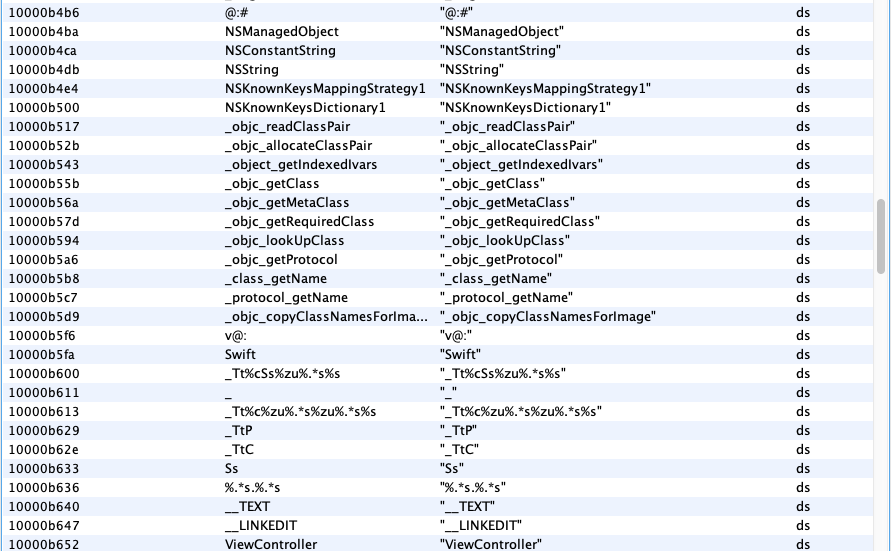 10000b4b6 @:# "@:#" ds
10000b4ba NSManagedObject "NSManagedObject" ds
10000b4ca NSConstantString "NSConstantString" ds
10000b4db NSString "NSString" ds
10000b4e4 NSKnownKeysMappingStrategy1 "NSKnownKeysMappingStrategy1" ds
10000b500 NSKnownKeysDictionary1 "NSKnownKeysDictionary1" ds
10000b517 _objc_readClassPair "_objc_readClassPair" ds
10000b52b _objc_allocateClassPair "_objc_allocateClassPair" ds
10000b543 _object_getIndexedIvars "_object_getIndexedIvars" ds
10000b55b _objc_getClass "_objc_getClass" ds
10000b56a _objc_getMetaClass "_objc_getMetaClass" ds
10000b57d _objc_getRequiredClass "_objc_getRequiredClass" ds
10000b594 _objc_lookUpClass "_objc_lookUpClass" ds
10000b5a6 _objc_getProtocol "_objc_getProtocol" ds
10000b5b8 _class_getName "_class_getName" ds
10000b5c7 _protocol_getName "_protocol_getName" ds
10000b5d9 _objc_copyClassNamesForIma... "_objc_copyClassNamesForImage" ds
10000b5f6 v@: "v@:" ds
10000b5fa Swift "Swift" ds
10000b600 _Tt%cSs%zu%.*s%s "_Tt%cSs%zu%.*s%s" ds
10000b611 _ "_" ds
10000b613 _Tt%c%zu%.*s%zu%.*s%s "_Tt%c%zu%.*s%zu%.*s%s" ds
10000b629 _TtP "_TtP" ds
10000b62e _TtC "_TtC" ds
10000b633 Ss "Ss" ds
10000b636 %.*s.%.*s "%.*s.%.*s" ds
10000b640 __TEXT "__TEXT" ds
10000b647 __LINKEDIT "__LINKEDIT" ds
10000b652 ViewController "ViewController" ds